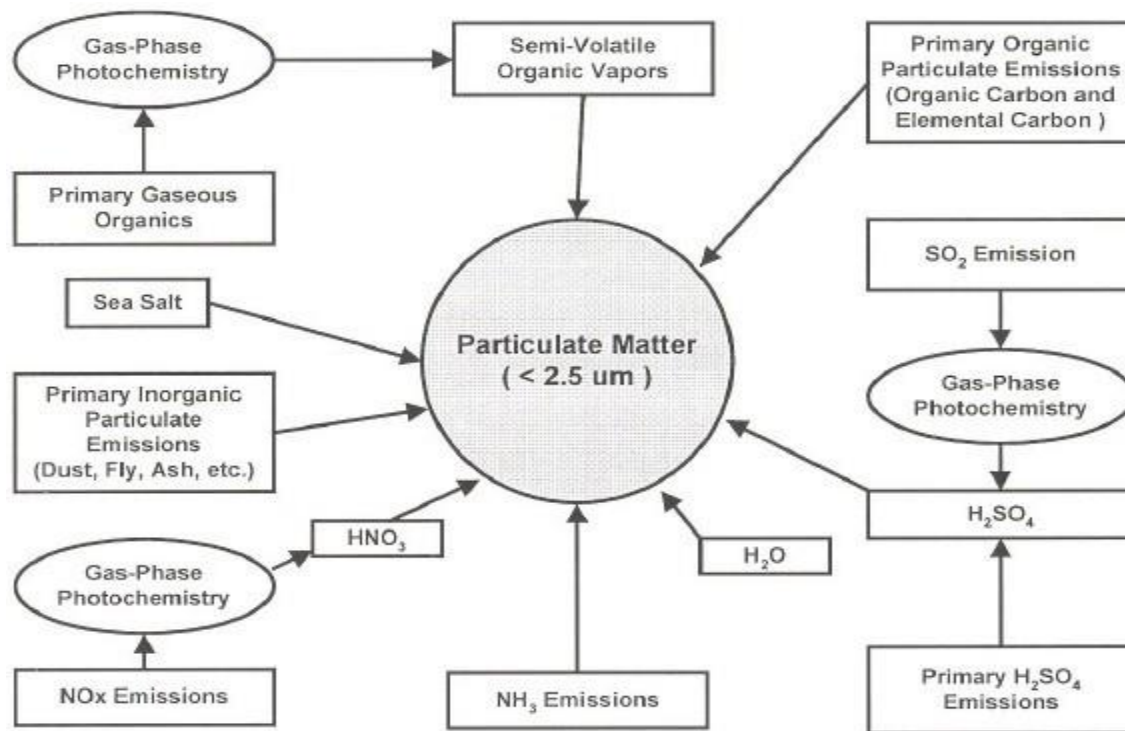 Gas-Phase
Photochemistry
Semi-Volatile
Organic Vapors
Primary Organic
Particulate Emissions
(Organic Carbon and
Elemental Carbon )
Primary Gaseous
Organics
SO₂ Emission
Sea Salt
Particulate Matter
( < 2.5 um )
Gas-Phase
Photochemistry
Primary Inorganic
Particulate
Emissions
(Dust, Fly, Ash, etc.)
HNO₃
H₂O
H₂SO₄
Gas-Phase
Photochemistry
NOx Emissions
NH₃ Emissions
Primary H₂SO₄
Emissions